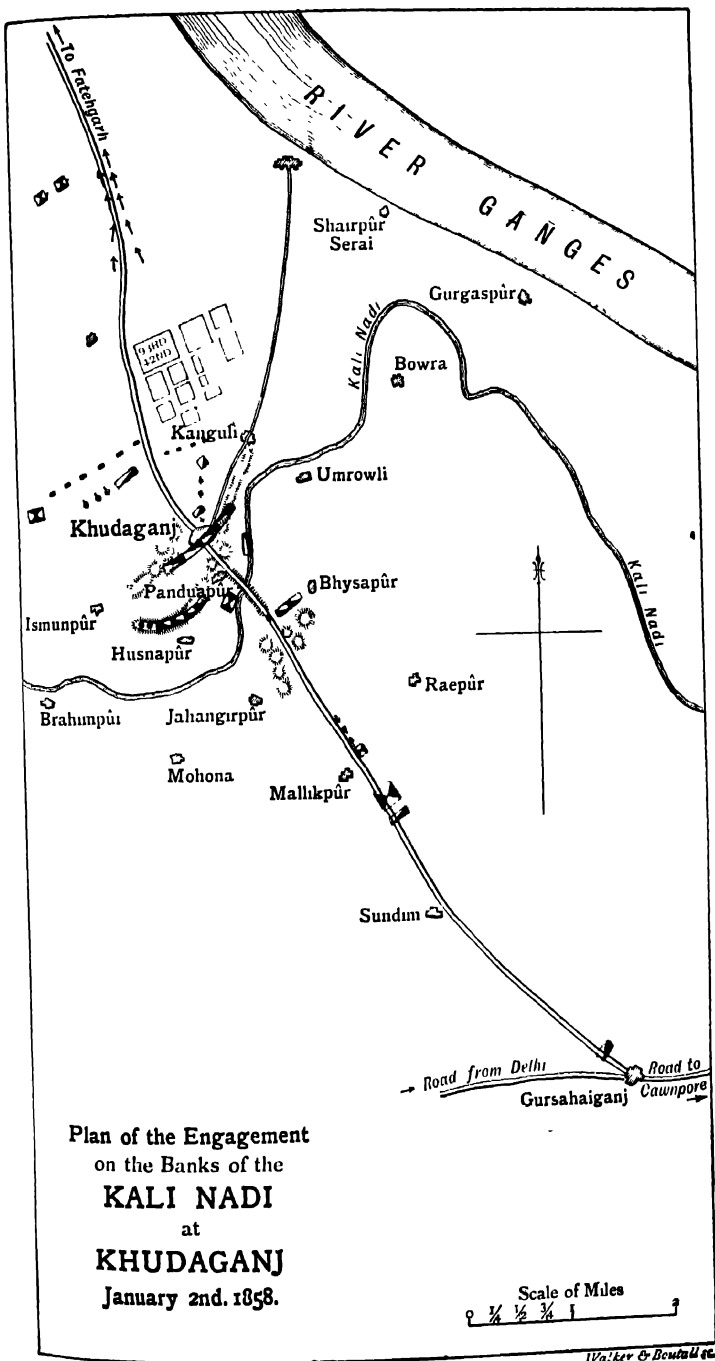 To Fatehgarh
RIVER GANGES
Shairpûr
Serai
Gurgaspûr
Kali Nadi
Bowra
93RD
42ND
Kanguli
Umrowli
Khudaganj
Panduapur
Bhysapûr
Kali Nadi
Ismunpûr
Husnapûr
Raepûr
Brahimpûr
Jahangirpûr
Mohona
Mallikpûr
Sundim
Road from Delhi
Road to
Cawnpore
Gursahaiganj
Plan of the Engagement
on the Banks of the
KALI NADI
at
KHUDAGANJ
January 2nd. 1858.
Scale of Miles
0 ¼ ½ ¾ 1 2
Walker & Boutall sc.